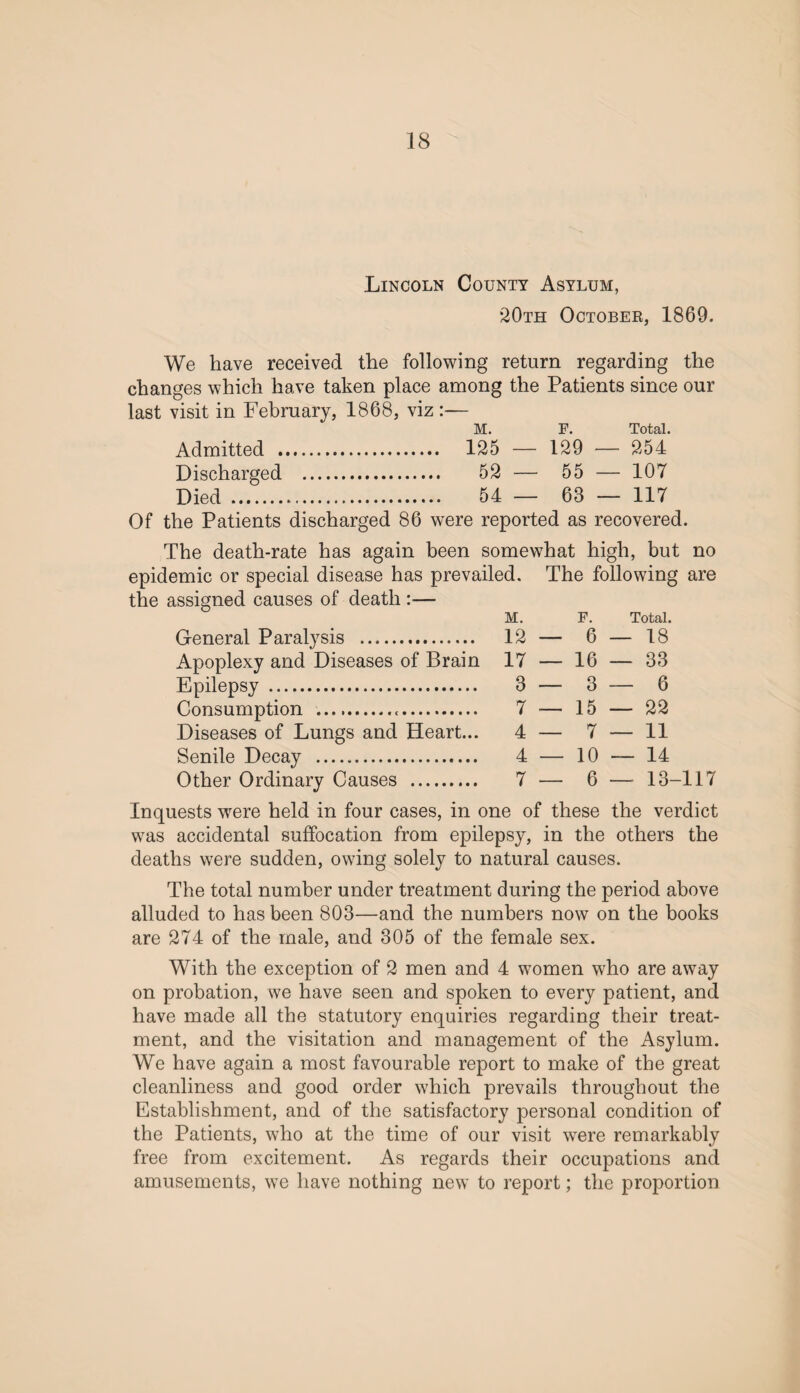 18
Lincoln County Asylum,
20th October, 1869.
We have received the following return regarding the
changes which have taken place among the Patients since our
last visit in February, 1868, viz:—
M. F. Total.
Admitted ........................ 125 — 129 — 254
Discharged ..................... 52 — 55 — 107
Died ............................... 54 — 63 — 117
Of the Patients discharged 86 were reported as recovered.
The death-rate has again been somewhat high, but no
epidemic or special disease has prevailed. The following are
the assigned causes of death:—
M. F. Total.
General Paralysis ............... 12 — 6 — 18
Apoplexy and Diseases of Brain 17 — 16 — 33
Epilepsy ........................... 3 — 3 — 6
Consumption ..................... 7 — 15 — 22
Diseases of Lungs and Heart... 4 — 7 — 11
Senile Decay ..................... 4 — 10 — 14
Other Ordinary Causes ......... 7 — 6 — 13-117
Inquests were held in four cases, in one of these the verdict
was accidental suffocation from epilepsy, in the others the
deaths were sudden, owing solely to natural causes.
The total number under treatment during the period above
alluded to has been 803—and the numbers now on the books
are 274 of the male, and 305 of the female sex.
With the exception of 2 men and 4 women who are away
on probation, we have seen and spoken to every patient, and
have made all the statutory enquiries regarding their treat-
ment, and the visitation and management of the Asylum.
We have again a most favourable report to make of the great
cleanliness and good order which prevails throughout the
Establishment, and of the satisfactory personal condition of
the Patients, who at the time of our visit were remarkably
free from excitement. As regards their occupations and
amusements, we have nothing new to report; the proportion